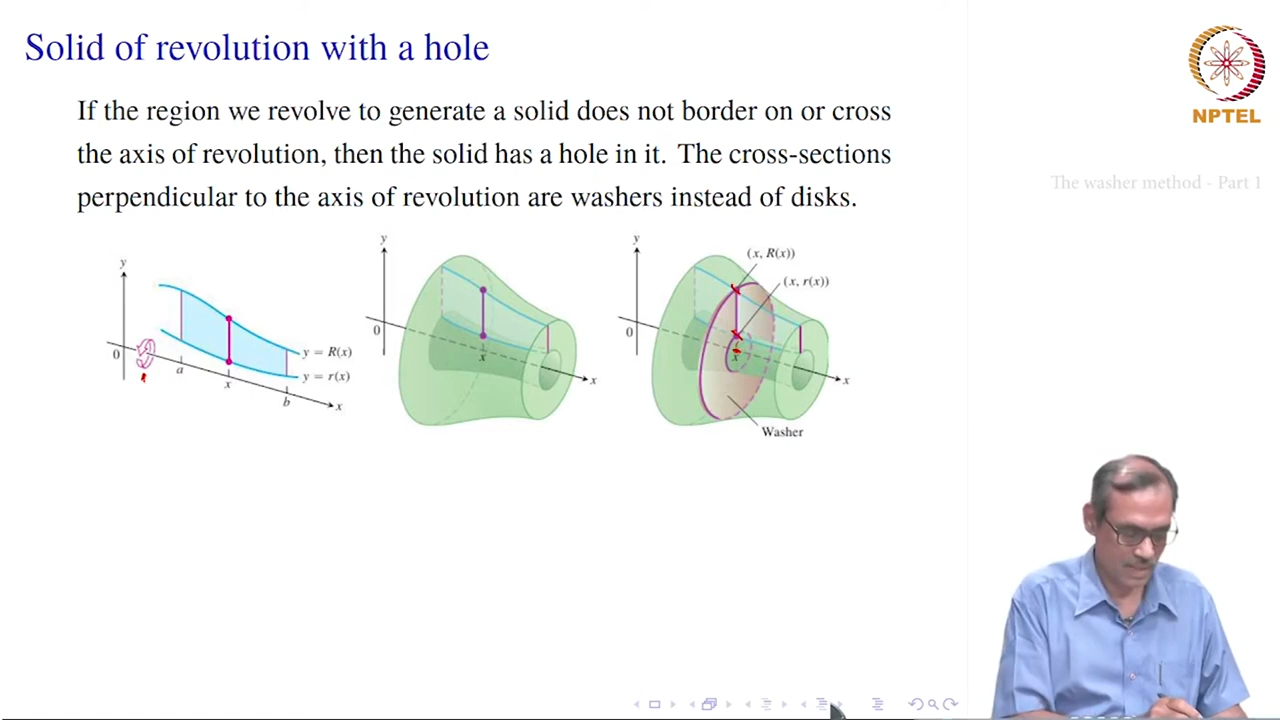 Solid of revolution with a hole
NPTEL
If the region we revolve to generate a solid does not border on or cross
the axis of revolution, then the solid has a hole in it. The cross-sections
perpendicular to the axis of revolution are washers instead of disks.
The washer method - Part 1
y
0
a
x
b
x
y = R(x)
y = r(x)
y
0
x
x
y
0
x
x
(x, R(x))
(x, r(x))
Washer